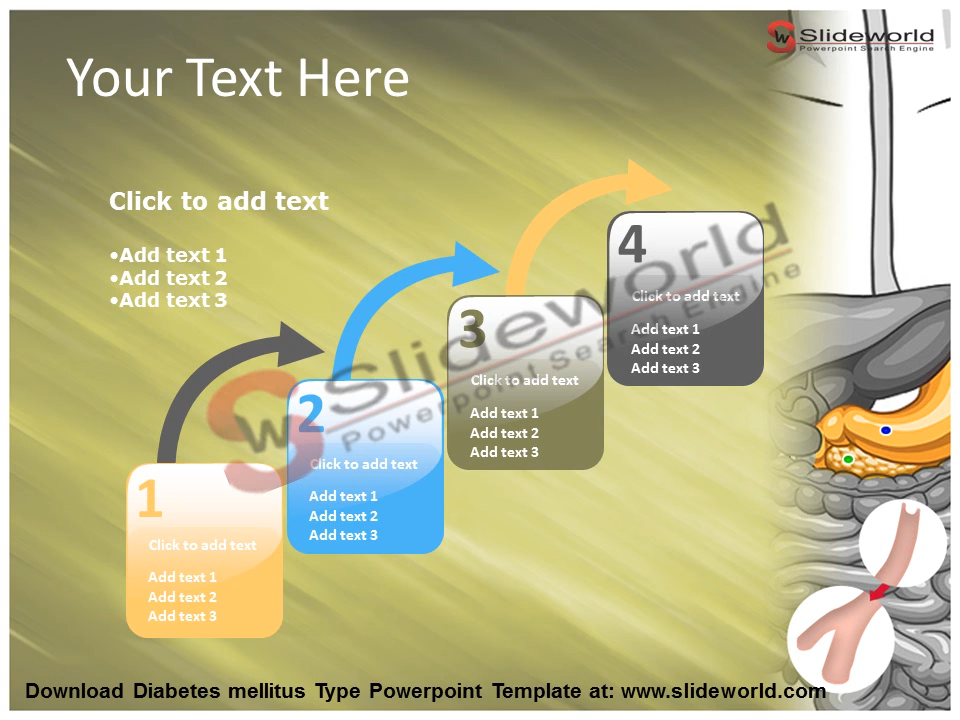 Slideworld
Powerpoint Search Engine
Your Text Here
Click to add text
•Add text 1
•Add text 2
•Add text 3
4
Click to add text
Add text 1
Add text 2
Add text 3
3
Click to add text
Add text 1
Add text 2
Add text 3
2
Click to add text
Add text 1
Add text 2
Add text 3
1
Click to add text
Add text 1
Add text 2
Add text 3
W Slideworld
Powerpoint Search Engine
Download Diabetes mellitus Type Powerpoint Template at: www.slideworld.com